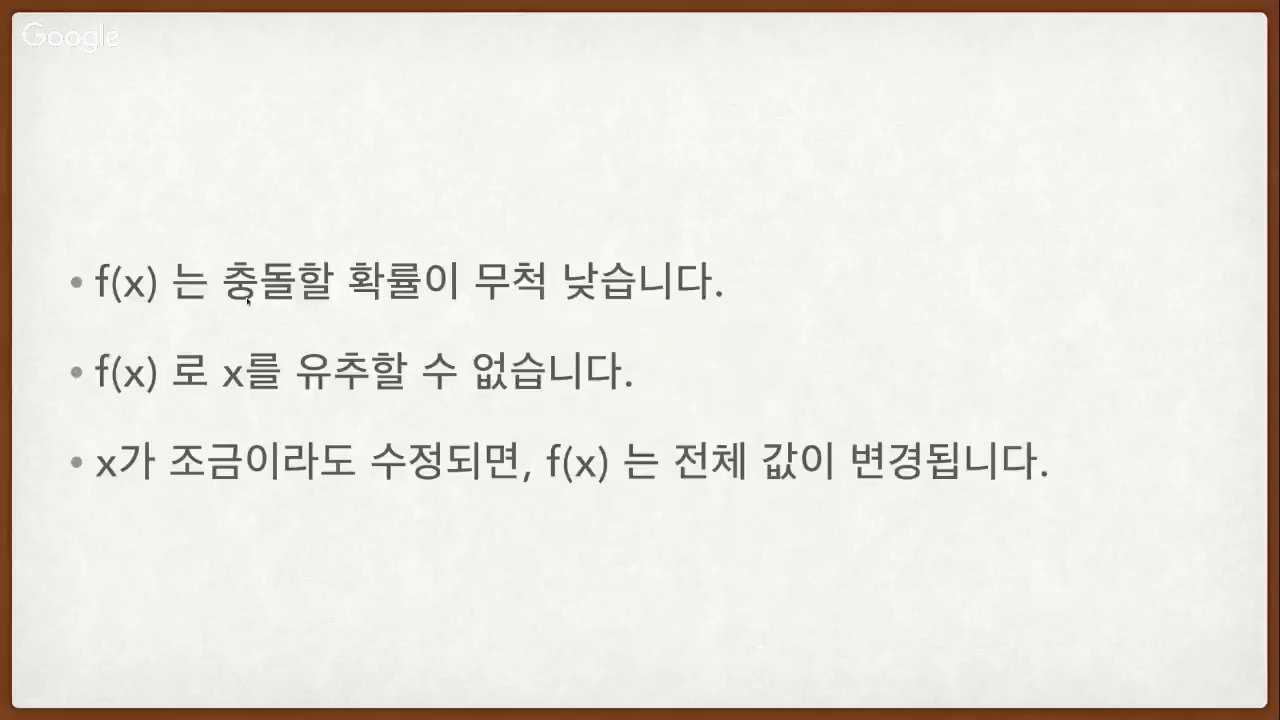 Google
• f(x) 는 충돌할 확률이 무척 낮습니다.
• f(x) 로 x를 유추할 수 없습니다.
• x가 조금이라도 수정되면, f(x) 는 전체 값이 변경됩니다.